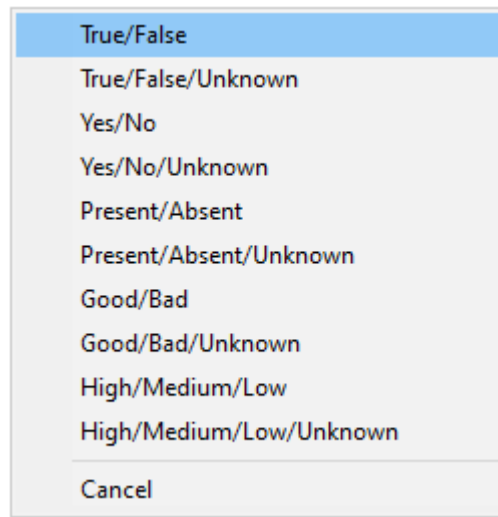 True/False
True/False/Unknown
Yes/No
Yes/No/Unknown
Present/Absent
Present/Absent/Unknown
Good/Bad
Good/Bad/Unknown
High/Medium/Low
High/Medium/Low/Unknown
Cancel